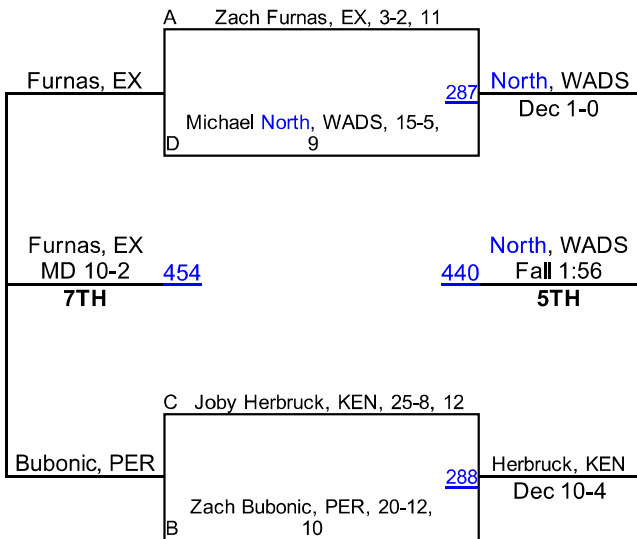 A Zach Furnas, EX, 3-2, 11
Furnas, EX
287
North, WADS
Dec 1-0
Michael North, WADS, 15-5,
D 9
Furnas, EX
MD 10-2
454
7TH
440
North, WADS
Fall 1:56
5TH
C Joby Herbruck, KEN, 25-8, 12
Bubonic, PER
288
Herbruck, KEN
Dec 10-4
Zach Bubonic, PER, 20-12,
B 10